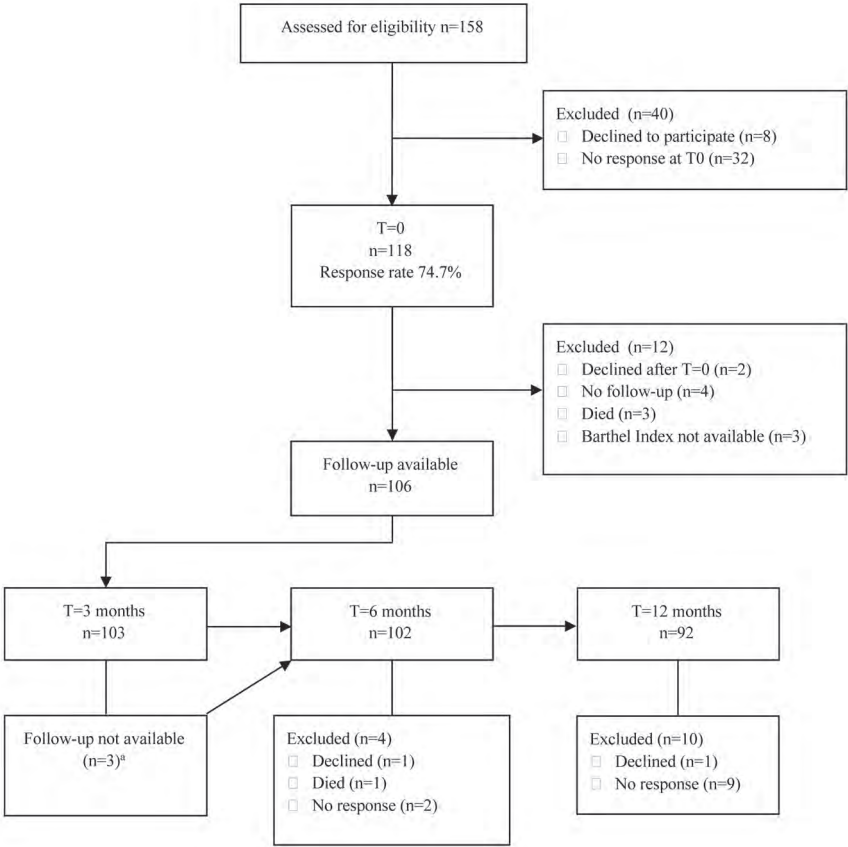 Assessed for eligibility n=158
Excluded (n=40)
Declined to participate (n=8)
No response at T0 (n=32)
T=0
n=118
Response rate 74.7%
Excluded (n=12)
Declined after T=0 (n=2)
No follow-up (n=4)
Died (n=3)
Barthel Index not available (n=3)
Follow-up available
n=106
T=3 months
n=103
T=6 months
n=102
T=12 months
n=92
Follow-up not available
(n=3)ᵃ
Excluded (n=4)
Declined (n=1)
Died (n=1)
No response (n=2)
Excluded (n=10)
Declined (n=1)
No response (n=9)